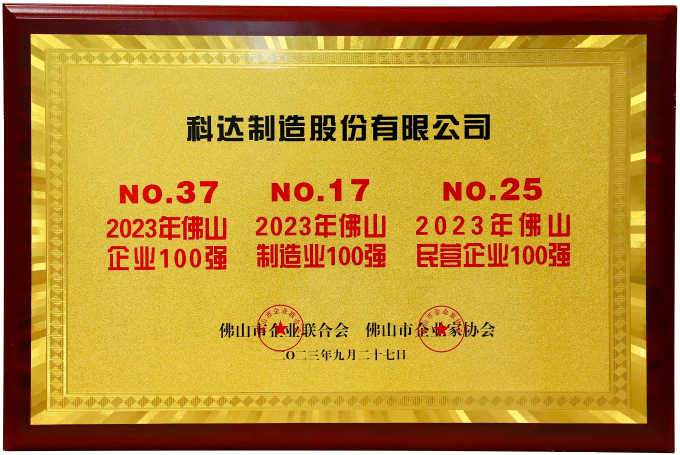 科达制造股份有限公司
NO.37 NO.17 NO.25
2023年佛山 2023年佛山 2023年佛山
企业100强 制造业100强 民营企业100强
佛山市企业联合会 佛山市企业家协会
二〇二三年九月二十七日